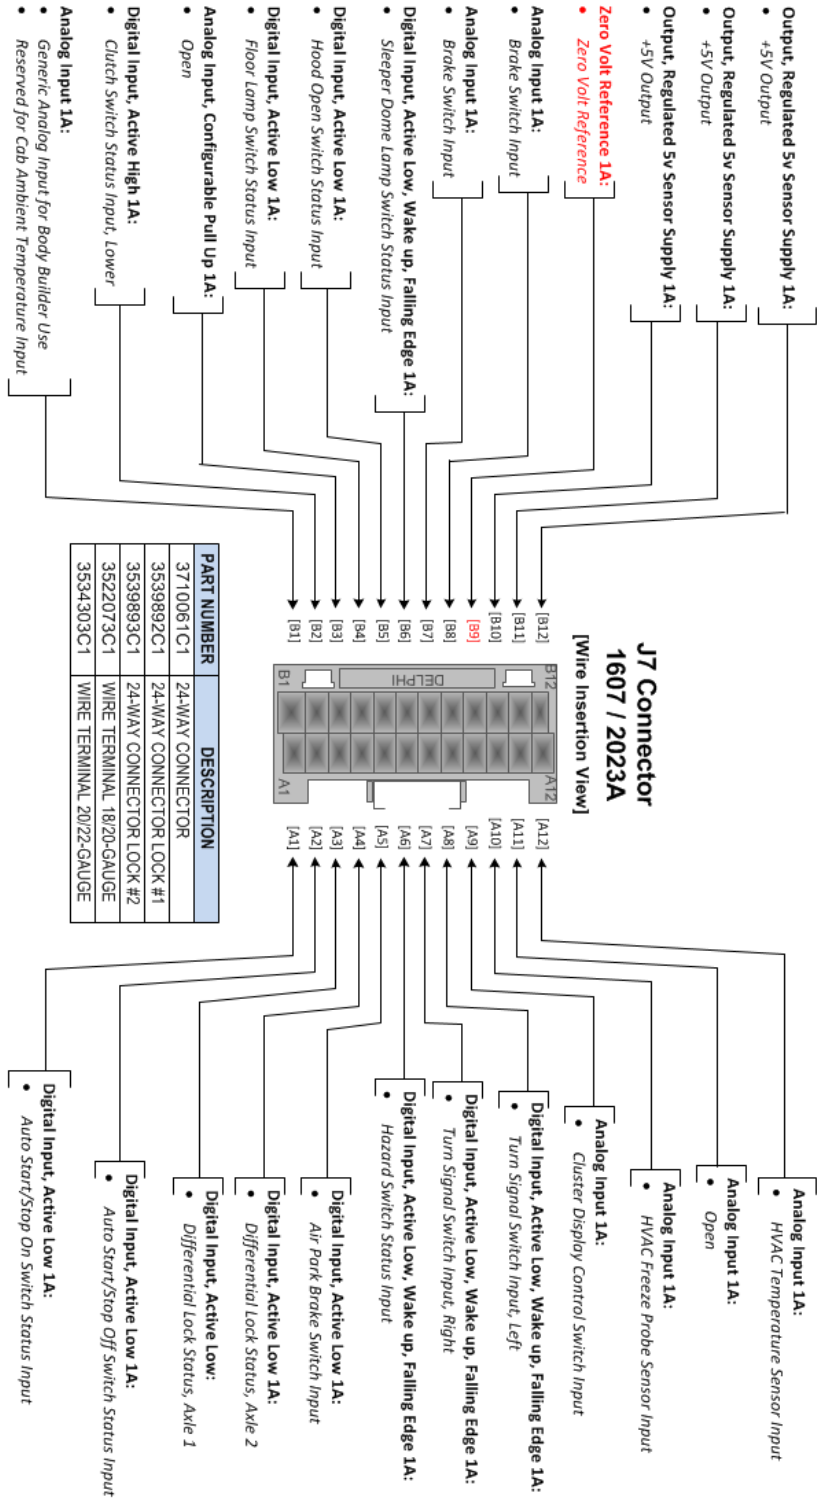 Output, Regulated 5v Sensor Supply 1A:
• +5V Output
Output, Regulated 5v Sensor Supply 1A:
• +5V Output
Output, Regulated 5v Sensor Supply 1A:
• +5V Output
Zero Volt Reference 1A:
• Zero Volt Reference
Analog Input 1A:
• Brake Switch Input
Analog Input 1A:
• Brake Switch Input
Digital Input, Active Low, Wake up, Falling Edge 1A:
• Sleeper Dome Lamp Switch Status Input
Digital Input, Active Low 1A:
• Hood Open Switch Status Input
Digital Input, Active Low 1A:
• Floor Lamp Switch Status Input
Analog Input, Configurable Pull Up 1A:
• Open
Digital Input, Active High 1A:
• Clutch Switch Status Input, Lower
Analog Input 1A:
• Generic Analog Input for Body Builder Use
• Reserved for Cab Ambient Temperature Input
J7 Connector
1607 / 2023A
[Wire Insertion View]
[B12]
[B11]
[B10]
[B9]
[B8]
[B7]
[B6]
[B5]
[B4]
[B3]
[B2]
[B1]
B12
A12
DELPHI
B1
A1
[A12]
[A11]
[A10]
[A9]
[A8]
[A7]
[A6]
[A5]
[A4]
[A3]
[A2]
[A1]
Analog Input 1A:
• HVAC Temperature Sensor Input
Analog Input 1A:
• Open
Analog Input 1A:
• HVAC Freeze Probe Sensor Input
Analog Input 1A:
• Cluster Display Control Switch Input
Digital Input, Active Low, Wake up, Falling Edge 1A:
• Turn Signal Switch Input, Left
Digital Input, Active Low, Wake up, Falling Edge 1A:
• Turn Signal Switch Input, Right
Digital Input, Active Low, Wake up, Falling Edge 1A:
• Hazard Switch Status Input
Digital Input, Active Low 1A:
• Air Park Brake Switch Input
Digital Input, Active Low 1A:
• Differential Lock Status, Axle 2
Digital Input, Active Low:
• Differential Lock Status, Axle 1
Digital Input, Active Low 1A:
• Auto Start/Stop Off Switch Status Input
Digital Input, Active Low 1A:
• Auto Start/Stop On Switch Status Input
PART NUMBER DESCRIPTION
3710061C1 24-WAY CONNECTOR
3539892C1 24-WAY CONNECTOR LOCK #1
3539893C1 24-WAY CONNECTOR LOCK #2
3522073C1 WIRE TERMINAL 18/20-GAUGE
3534303C1 WIRE TERMINAL 20/22-GAUGE